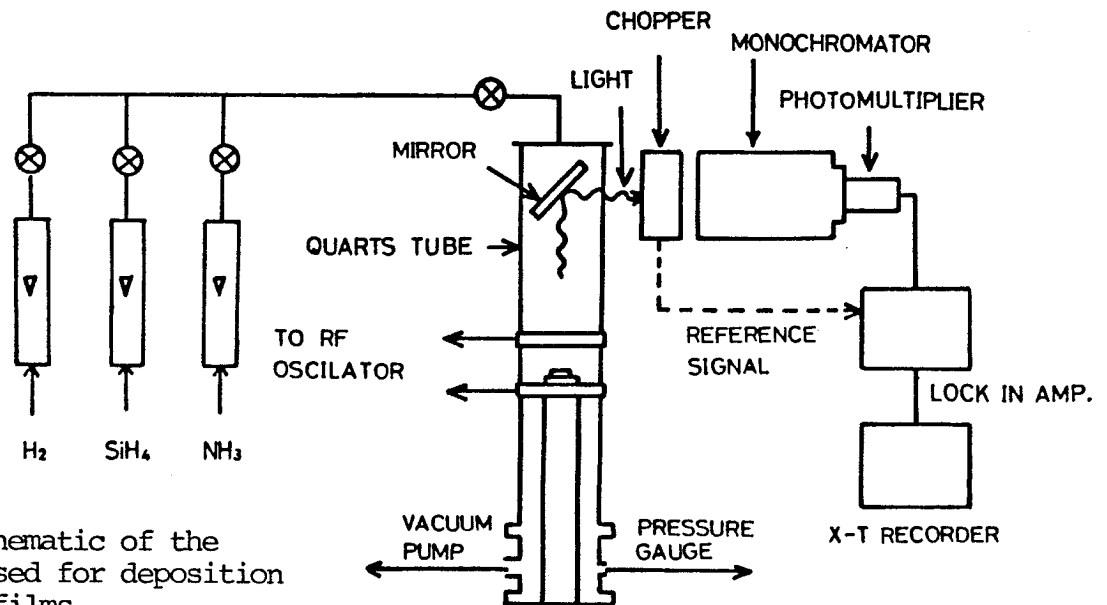 CHOPPER
MONOCHROMATOR
LIGHT
PHOTOMULTIPLIER
MIRROR
QUARTS TUBE
TO RF
OSCILATOR
REFERENCE
SIGNAL
LOCK IN AMP.
H₂
SiH₄
NH₃
VACUUM
PUMP
PRESSURE
GAUGE
X-T RECORDER
hematic of the
sed for deposition
films